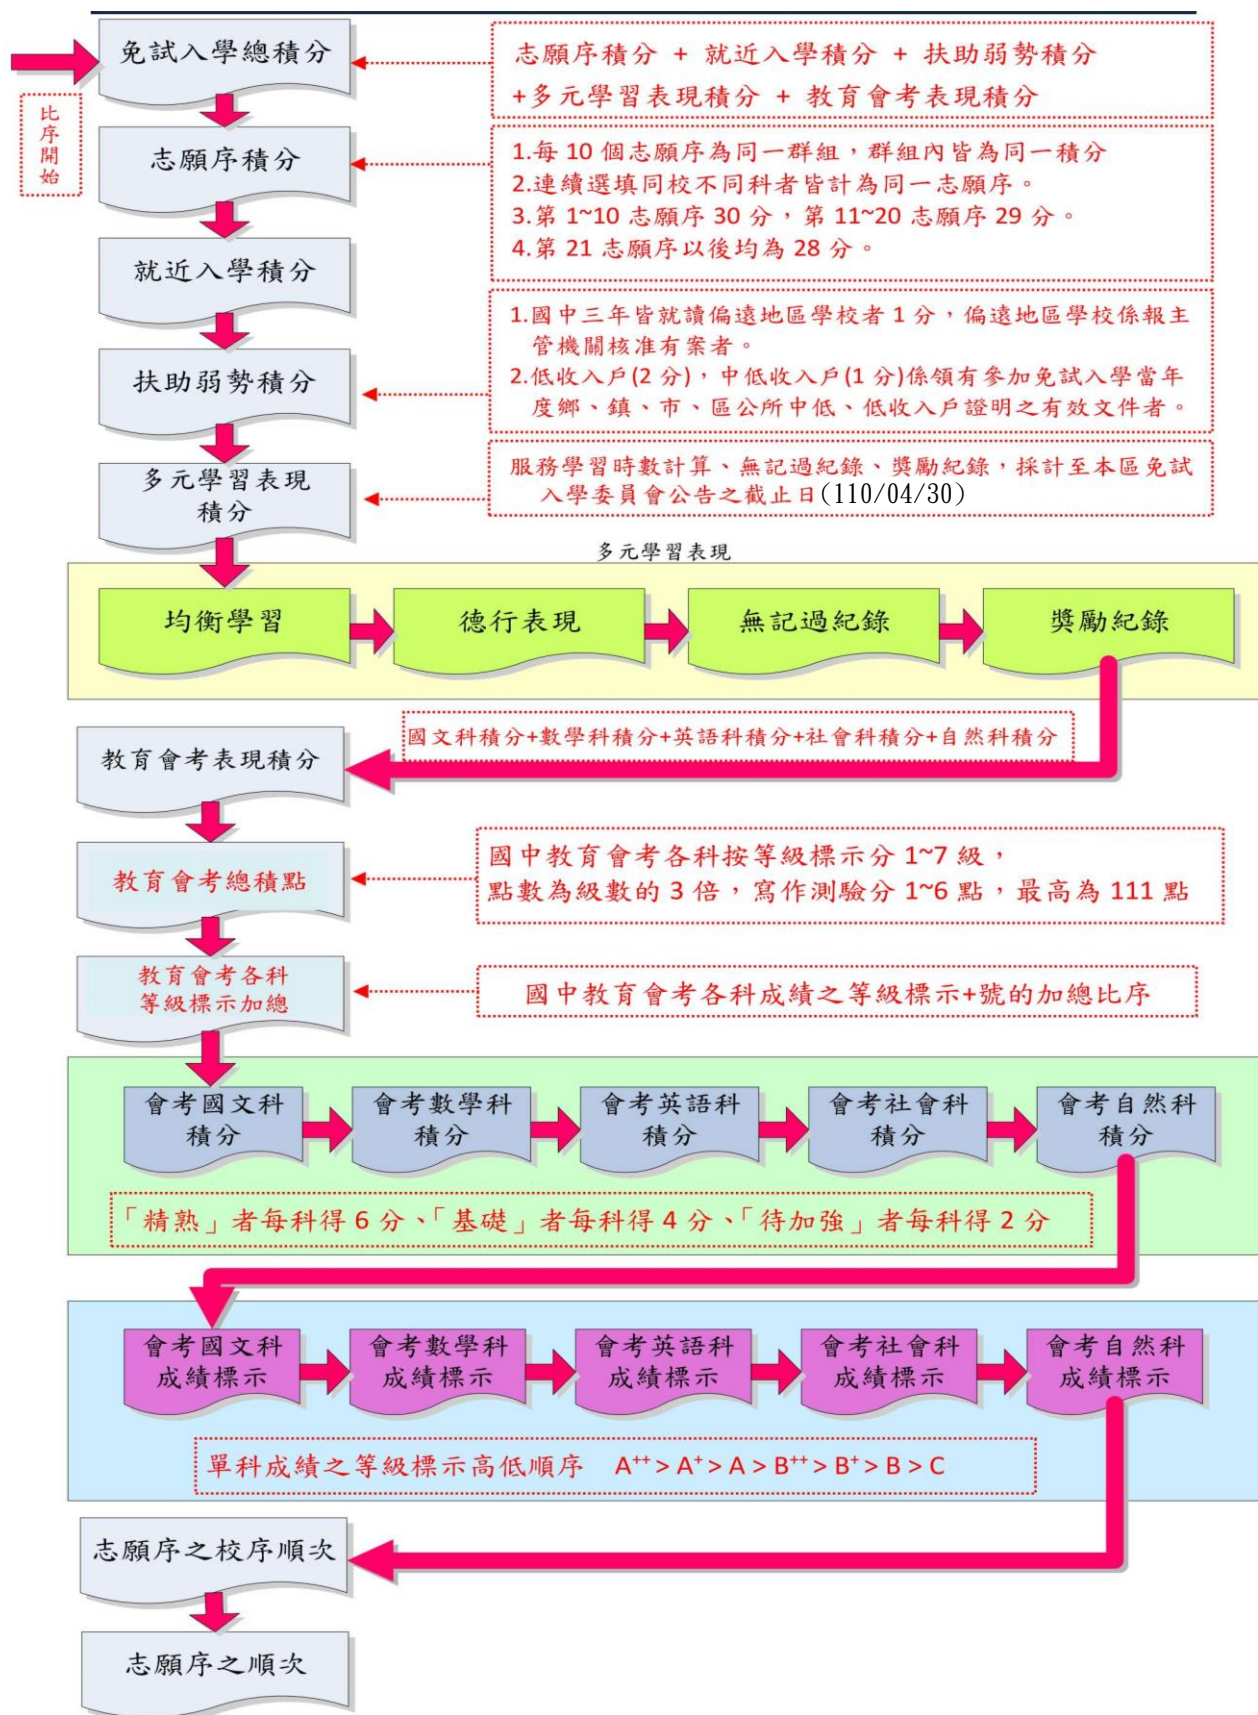 免試入學總積分
志願序積分 + 就近入學積分 + 扶助弱勢積分
+多元學習表現積分 + 教育會考表現積分
比序開始
志願序積分
1.每 10 個志願序為同一群組，群組內皆為同一積分
2.連續選填同校不同科者皆計為同一志願序。
3.第 1~10 志願序 30 分，第 11~20 志願序 29 分。
4.第 21 志願序以後均為 28 分。
就近入學積分
扶助弱勢積分
1.國中三年皆就讀偏遠地區學校者 1 分，偏遠地區學校係報主
管機關核准有案者。
2.低收入戶(2 分)，中低收入戶(1 分)係領有參加免試入學當年
度鄉、鎮、市、區公所中低、低收入戶證明之有效文件者。
多元學習表現
積分
服務學習時數計算、無記過紀錄、獎勵紀錄，採計至本區免試
入學委員會公告之截止日(110/04/30)
多元學習表現
均衡學習
德行表現
無記過紀錄
獎勵紀錄
國文科積分+數學科積分+英語科積分+社會科積分+自然科積分
教育會考表現積分
教育會考總積點
國中教育會考各科按等級標示分 1~7 級，
點數為級數的 3 倍，寫作測驗分 1~6 點，最高為 111 點
教育會考各科
等級標示加總
國中教育會考各科成績之等級標示+號的加總比序
會考國文科
積分
會考數學科
積分
會考英語科
積分
會考社會科
積分
會考自然科
積分
「精熟」者每科得 6 分、「基礎」者每科得 4 分、「待加強」者每科得 2 分
會考國文科
成績標示
會考數學科
成績標示
會考英語科
成績標示
會考社會科
成績標示
會考自然科
成績標示
單科成績之等級標示高低順序 A⁺⁺ > A⁺ > A > B⁺⁺ > B⁺ > B > C
志願序之校序順次
志願序之順次